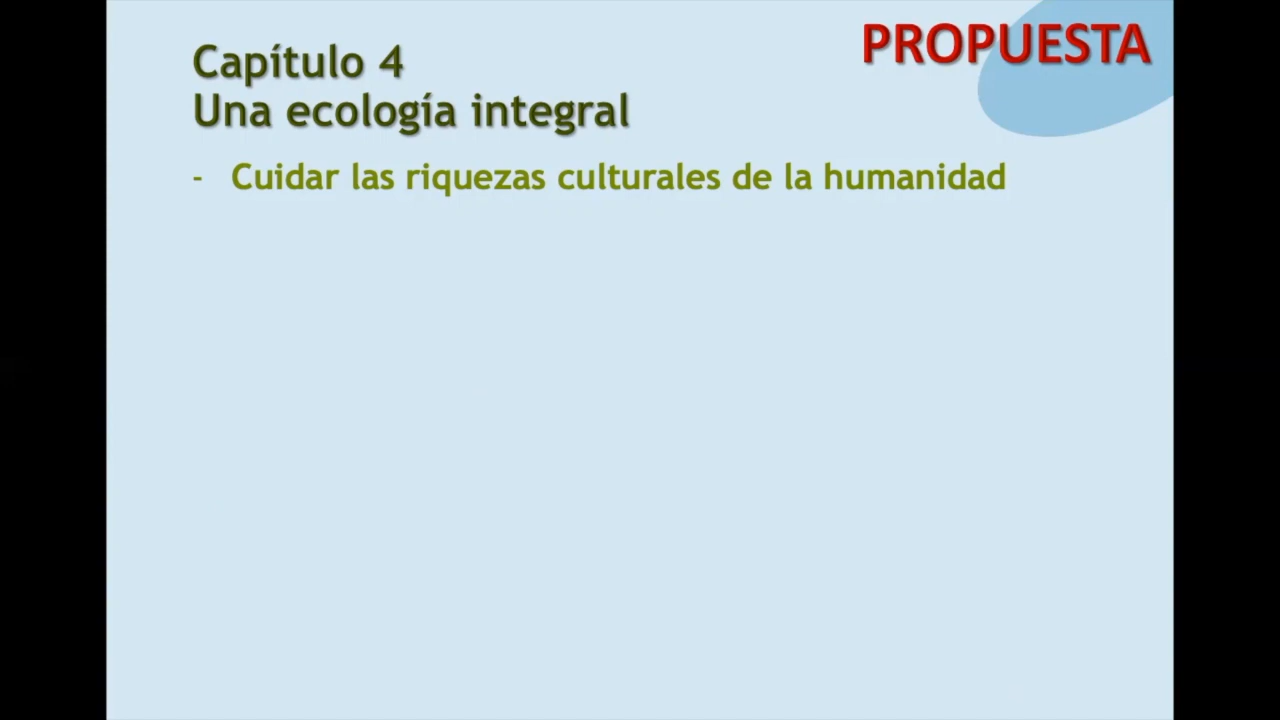 PROPUESTA
Capítulo 4
Una ecología integral
- Cuidar las riquezas culturales de la humanidad